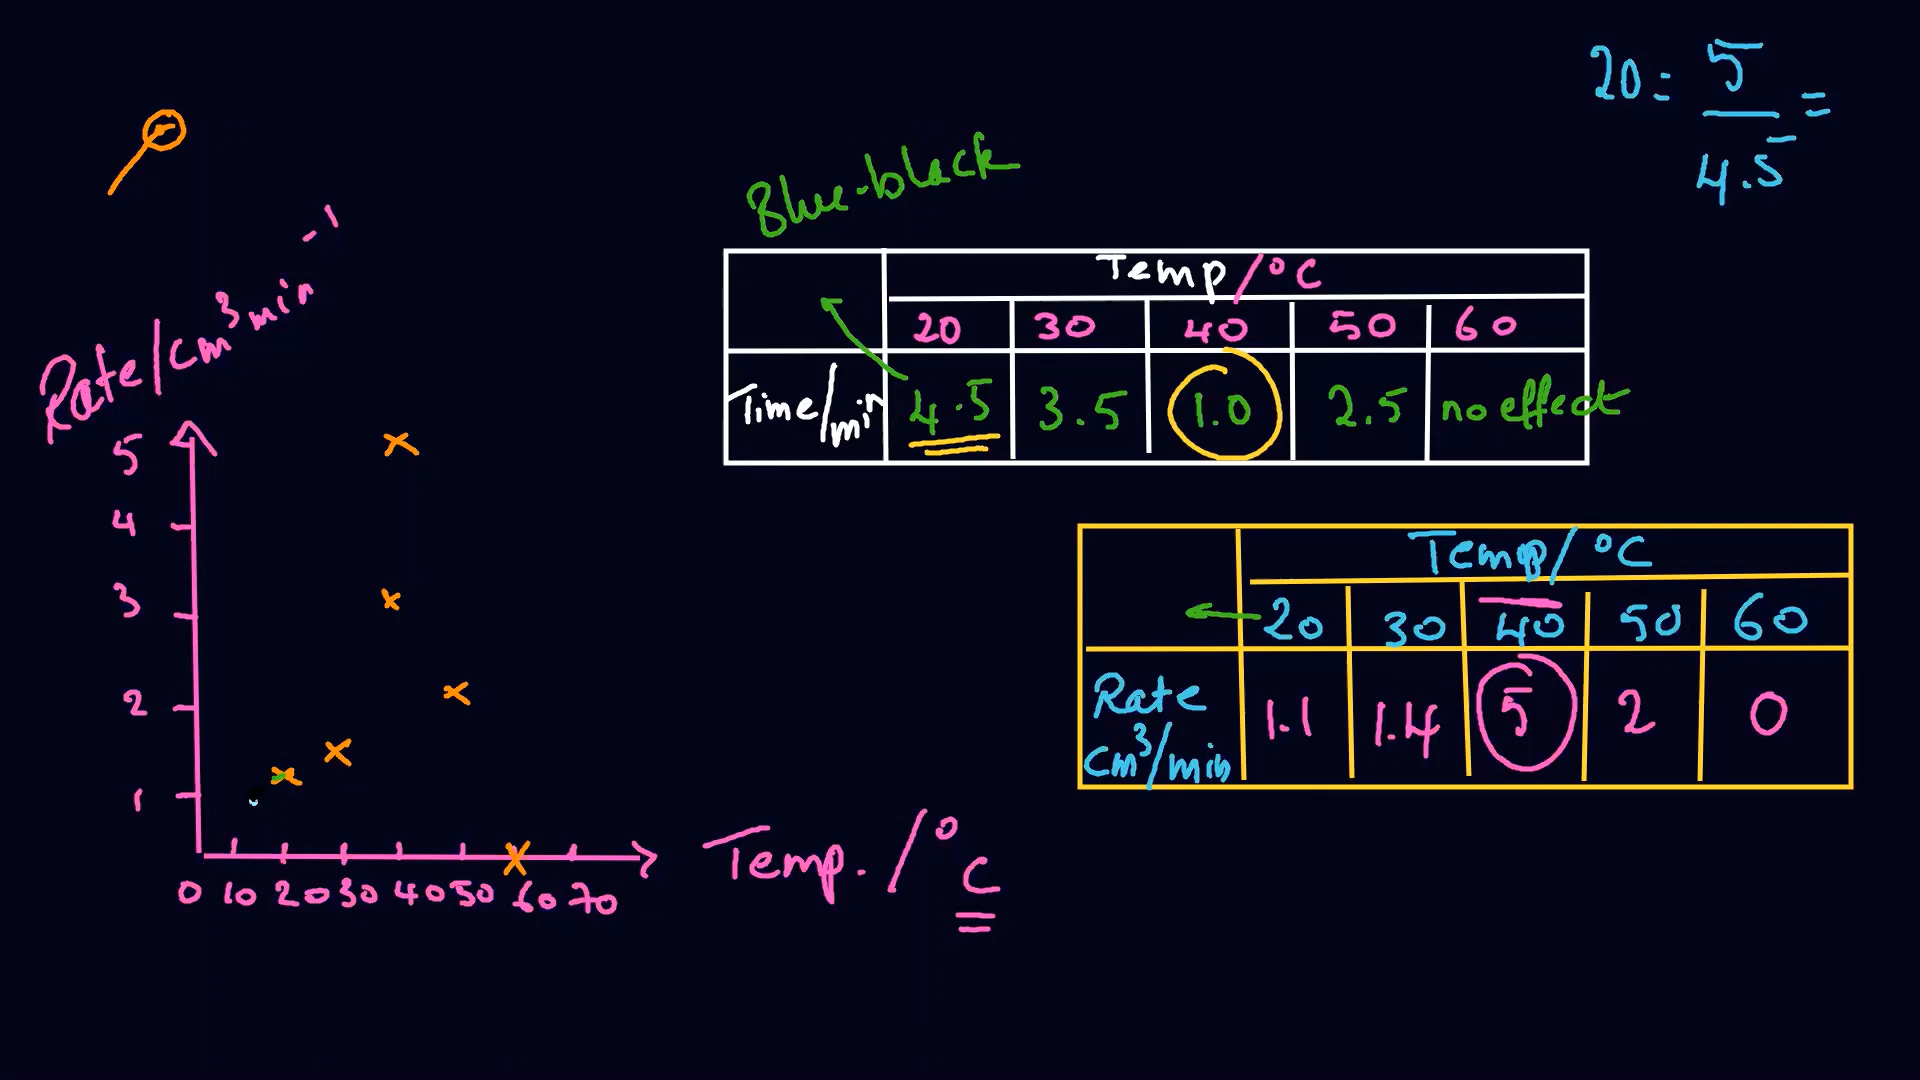 20 = 5/4.5 =
Blue-black
Temp/°C
20 30 40 50 60
Time/min 4.5 3.5 1.0 2.5 no effect
Rate/cm³min⁻¹
5
4
3
2
1
0 10 20 30 40 50 60 70
Temp. /°C
Temp/°C
20 30 40 50 60
Rate cm³/min 1.1 1.4 5 2 0